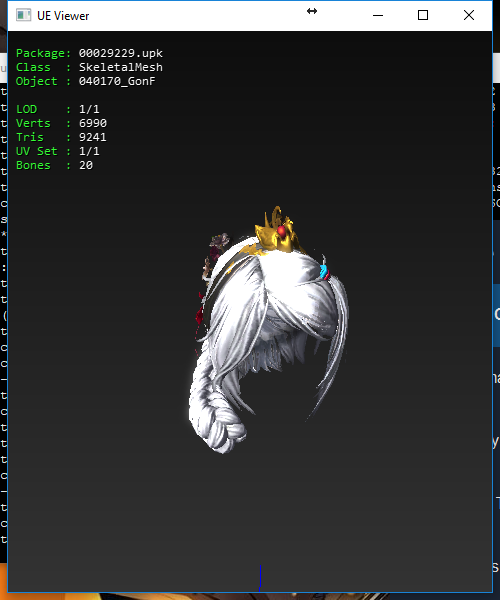 UE Viewer
Package: 00029229.upk
Class : SkeletalMesh
Object : 040170_GonF
LOD : 1/1
Verts : 6990
Tris : 9241
UV Set : 1/1
Bones : 20